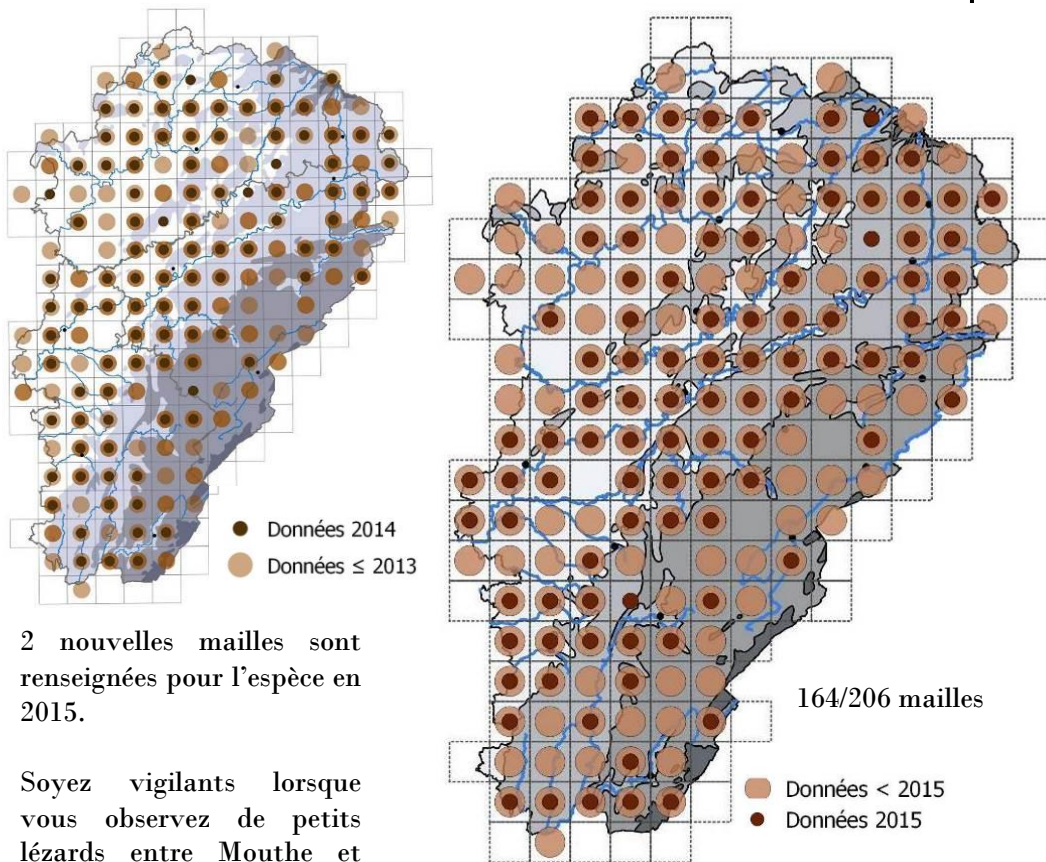 Données 2014
Données ≤ 2013
2 nouvelles mailles sont
renseignées pour l'espèce en
2015.
Soyez vigilants lorsque
vous observez de petits
lézards entre Mouthe et
164/206 mailles
Données < 2015
Données 2015